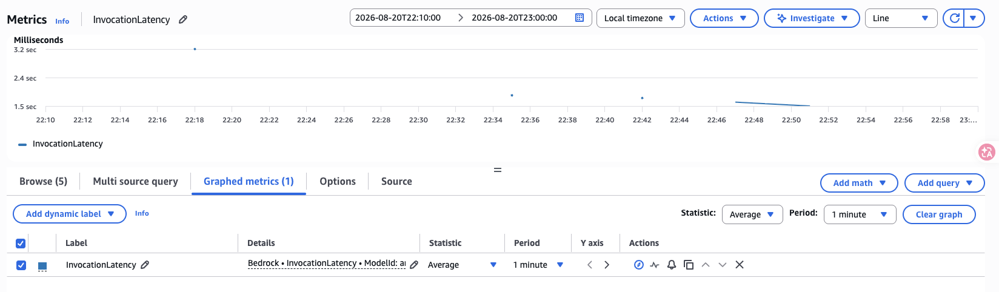 Metrics Info InvocationLatency 2026-08-20T22:10:00 2026-08-20T23:00:00 Local timezone Actions Investigate Line
Milliseconds
3.2 sec
2.4 sec
1.5 sec
22:10 22:12 22:14 22:16 22:18 22:20 22:22 22:24 22:26 22:28 22:30 22:32 22:34 22:36 22:38 22:40 22:42 22:44 22:46 22:48 22:50 22:52 22:54 22:56 22:58 23:...
InvocationLatency
Browse (5) Multi source query Graphed metrics (1) Options Source Add math Add query
Add dynamic label Info Statistic: Average Period: 1 minute Clear graph
Label Details Statistic Period Y axis Actions
InvocationLatency Bedrock • InvocationLatency • ModelId: Average 1 minute